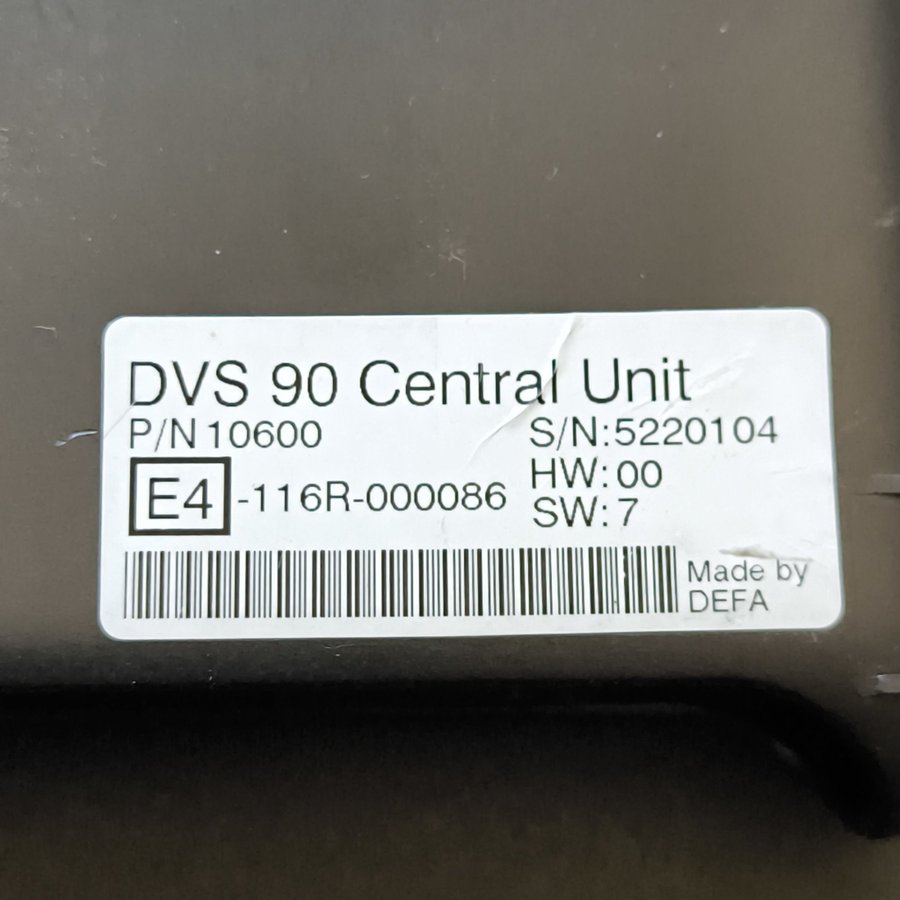 DVS 90 Central Unit
P/N 10600
S/N:5220104
HW:00
E4 -116R-000086
SW:7
Made by
DEFA